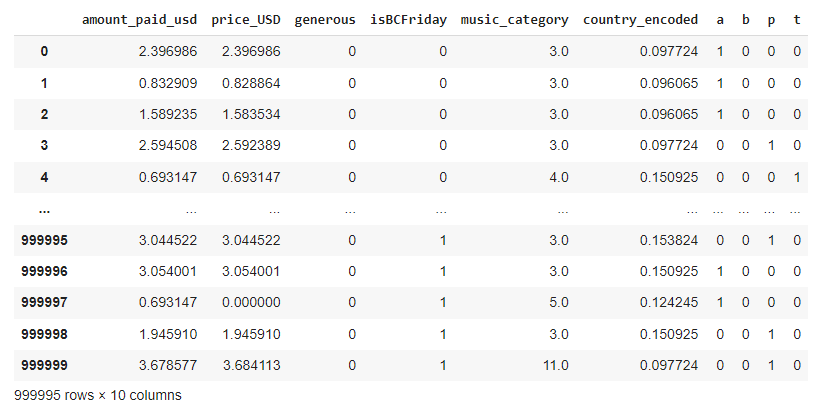 amount_paid_usd price_USD generous isBCFriday music_category country_encoded a b p t
0 2.396986 2.396986 0 0 3.0 0.097724 1 0 0 0
1 0.832909 0.828864 0 0 3.0 0.096065 1 0 0 0
2 1.589235 1.583534 0 0 3.0 0.096065 1 0 0 0
3 2.594508 2.592389 0 0 3.0 0.097724 0 0 1 0
4 0.693147 0.693147 0 0 4.0 0.150925 0 0 0 1
... ... ... ... ... ... ... ... ... ... ...
999995 3.044522 3.044522 0 1 3.0 0.153824 0 0 1 0
999996 3.054001 3.054001 0 1 3.0 0.150925 1 0 0 0
999997 0.693147 0.000000 0 1 5.0 0.124245 1 0 0 0
999998 1.945910 1.945910 0 1 3.0 0.150925 0 0 1 0
999999 3.678577 3.684113 0 1 11.0 0.097724 0 0 1 0
999995 rows × 10 columns